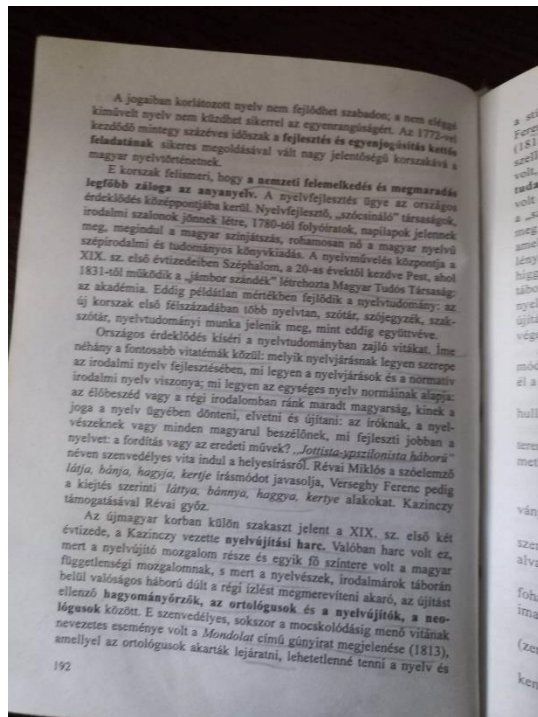 A jogaiban korlátozott nyelv nem fejlődhet szabadon; a nem eléggé
kiművelt nyelv nem küzdhet sikerrel az egyenrangúságért. Az 1772-vel
kezdődő mintegy százéves időszak a fejlesztés és egyenjogúsítás kettős
feladatának sikeres megoldásával vált nagy jelentőségű korszakává a
magyar nyelvtörténetnek.
E korszak felismeri, hogy a nemzeti felemelkedés és megmaradás
legfőbb záloga az anyanyelv. A nyelvfejlesztés ügye az országos
érdeklődés középpontjába kerül. Nyelvfejlesztő, „szócsináló” társaságok,
irodalmi szalonok jönnek létre, 1780-tól folyóiratok, napilapok jelennek
meg, megindul a magyar színjátszás, rohamosan nő a magyar nyelvű
szépirodalmi és tudományos könyvkiadás. A nyelvművelés központja a
XIX. sz. első évtizedeiben Széphalom, a 20-as évektől kezdve Pest, ahol
1831-től működik a „jámbor szándék” létrehozta Magyar Tudós Társaság:
az akadémia. Eddig példátlan mértékben fejlődik a nyelvtudomány: az
új korszak első félszázadában több nyelvtan, szótár, szójegyzék, szak-
szótár, nyelvtudományi munka jelenik meg, mint eddig együttvéve.
Országos érdeklődés kíséri a nyelvtudományban zajló vitákat. Íme
néhány a fontosabb vitatémák közül: melyik nyelvjárásnak legyen szerepe
az irodalmi nyelv fejlesztésében, mi legyen a nyelvjárások és a normatív
irodalmi nyelv viszonya; mi legyen az egységes nyelv normáinak alapja:
az élőbeszéd vagy a régi irodalomban ránk maradt magyarság, kinek a
joga a nyelv ügyében dönteni, elvetni és újítani: az íróknak, a nyel-
vészeknek vagy minden magyarul beszélőnek, mi fejleszti jobban a
nyelvet: a fordítás vagy az eredeti művek? „Jottista-ypszilonista háború”
néven szenvedélyes vita indul a helyesírásról. Révai Miklós a szóelemző
látja, bánja, hagyja, kertje írásmódot javasolja, Verseghy Ferenc pedig
a kiejtés szerinti láttya, bánnya, haggya, kertye alakokat. Kazinczy
támogatásával Révai győz.
Az újmagyar korban külön szakaszt jelent a XIX. sz. első két
évtizede, a Kazinczy vezette nyelvújítási harc. Valóban harc volt ez,
mert a nyelvújító mozgalom része és egyik fő színtere volt a magyar
függetlenségi mozgalomnak, s mert a nyelvészek, irodalmárok táborán
belül valóságos háború dúlt a régi ízlést megmerevíteni akaró, az újítást
ellenző hagyományőrzők, az ortológusok és a nyelvújítók, a neo-
lógusok között. E szenvedélyes, sokszor a mocskolódásig menő vitának
nevezetes eseménye volt a Mondolat című gúnyirat megjelenése (1813),
amellyel az ortológusok akarták lejáratni, lehetetlenné tenni a nyelv és
192